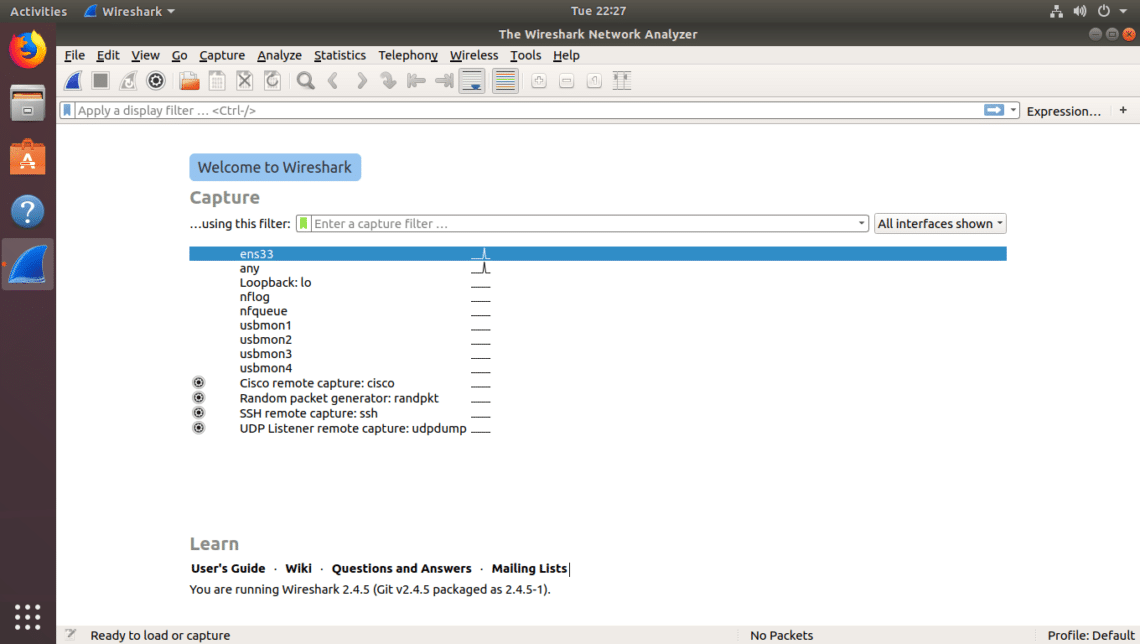 Activities Wireshark Tue 22:27
The Wireshark Network Analyzer
File Edit View Go Capture Analyze Statistics Telephony Wireless Tools Help
Apply a display filter … <Ctrl-/> Expression… +
Welcome to Wireshark
Capture
…using this filter: Enter a capture filter … All interfaces shown
ens33
any
Loopback: lo
nflog
nfqueue
usbmon1
usbmon2
usbmon3
usbmon4
Cisco remote capture: cisco
Random packet generator: randpkt
SSH remote capture: ssh
UDP Listener remote capture: udpdump
Learn
User's Guide · Wiki · Questions and Answers · Mailing Lists
You are running Wireshark 2.4.5 (Git v2.4.5 packaged as 2.4.5-1).
Ready to load or capture No Packets Profile: Default